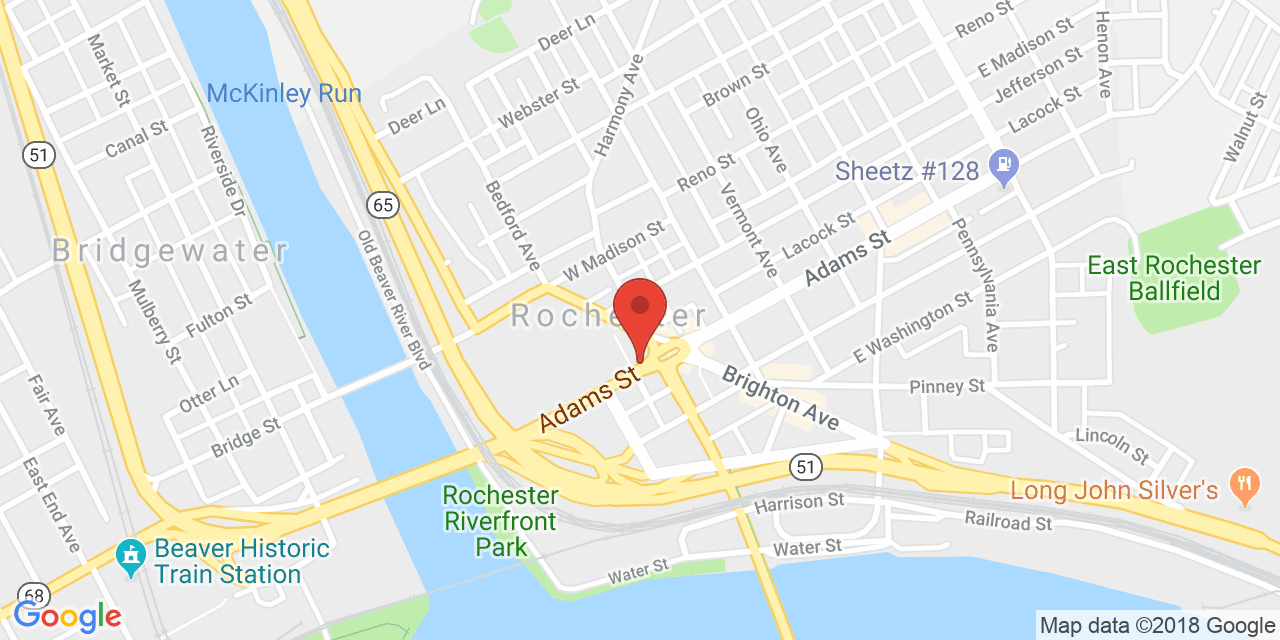 Deer Ln
Reno St
Henon Ave
E Madison St
Market St
McKinley Run
Webster St
Harmony Ave
Brown St
Jefferson St
Deer Ln
Lacock St
Canal St
Ohio Ave
Walnut St
51
Riverside Dr
Reno St
Sheetz #128
65
Bedford Ave
Vermont Ave
Lacock St
Bridgewater
Old Beaver River Blvd
W Madison St
Adams St
Pennsylvania Ave
East Rochester
Ballfield
Mulberry St
Fulton St
Rochester
E Washington St
Otter Ln
Adams St
Brighton Ave
Pinney St
Fair Ave
Bridge St
Lincoln St
51
East End Ave
Rochester
Riverfront
Park
Harrison St
Long John Silver's
Railroad St
Beaver Historic
Train Station
Water St
Water St
68
Google
Map data ©2018 Google